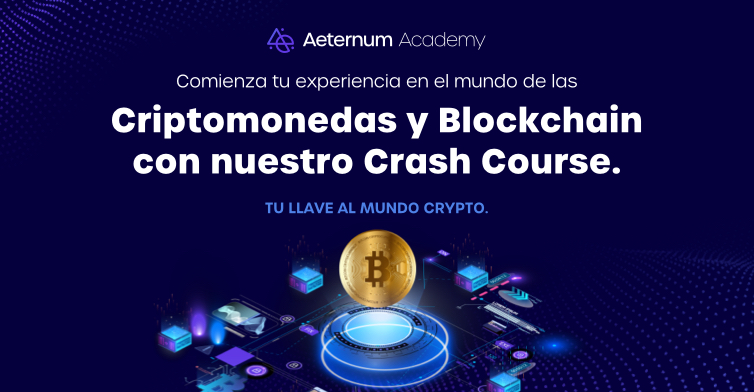 Aeternum Academy
Comienza tu experiencia en el mundo de las
Criptomonedas y Blockchain
con nuestro Crash Course.
TU LLAVE AL MUNDO CRYPTO.